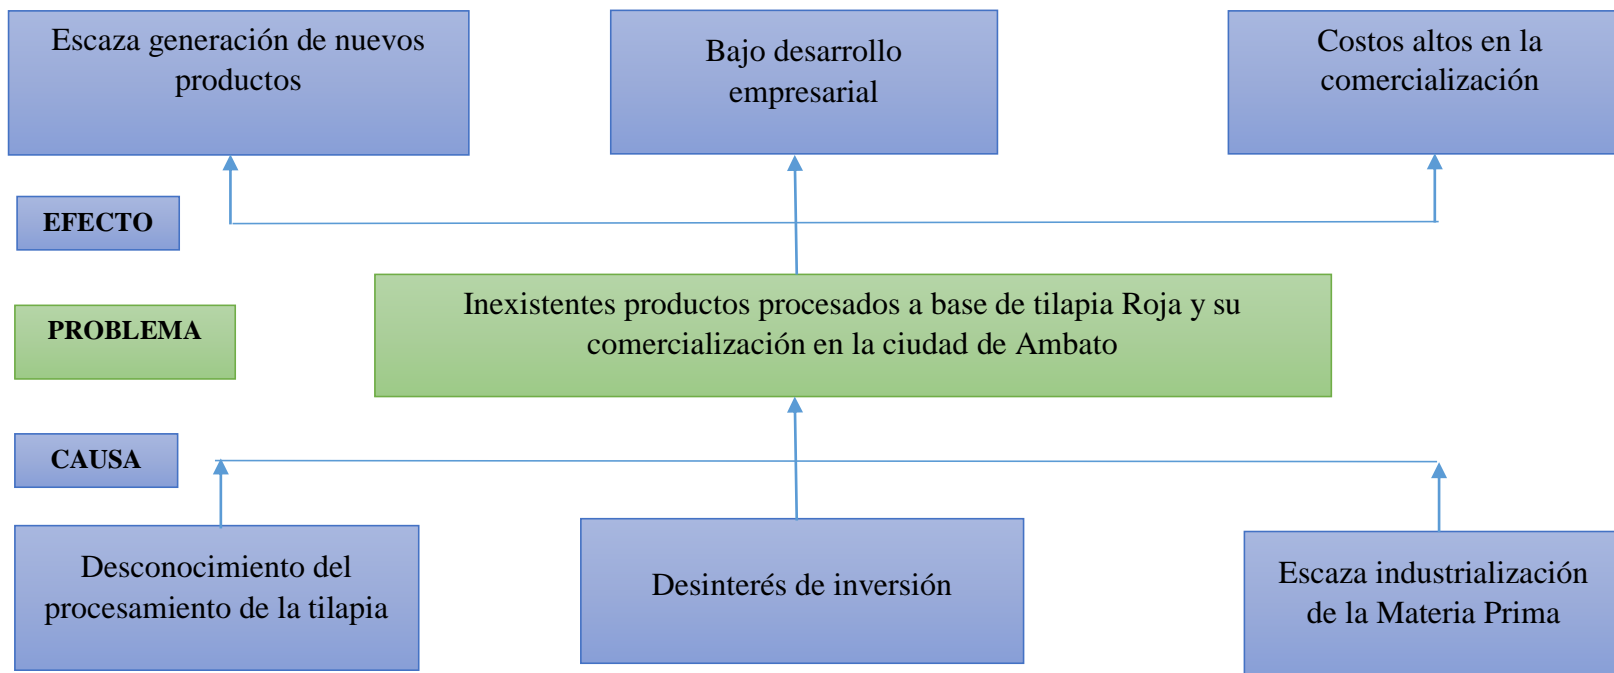 Escaza generación de nuevos
productos
Bajo desarrollo
empresarial
Costos altos en la
comercialización
EFECTO
PROBLEMA
Inexistentes productos procesados a base de tilapia Roja y su
comercialización en la ciudad de Ambato
CAUSA
Desconocimiento del
procesamiento de la tilapia
Desinterés de inversión
Escaza industrialización
de la Materia Prima